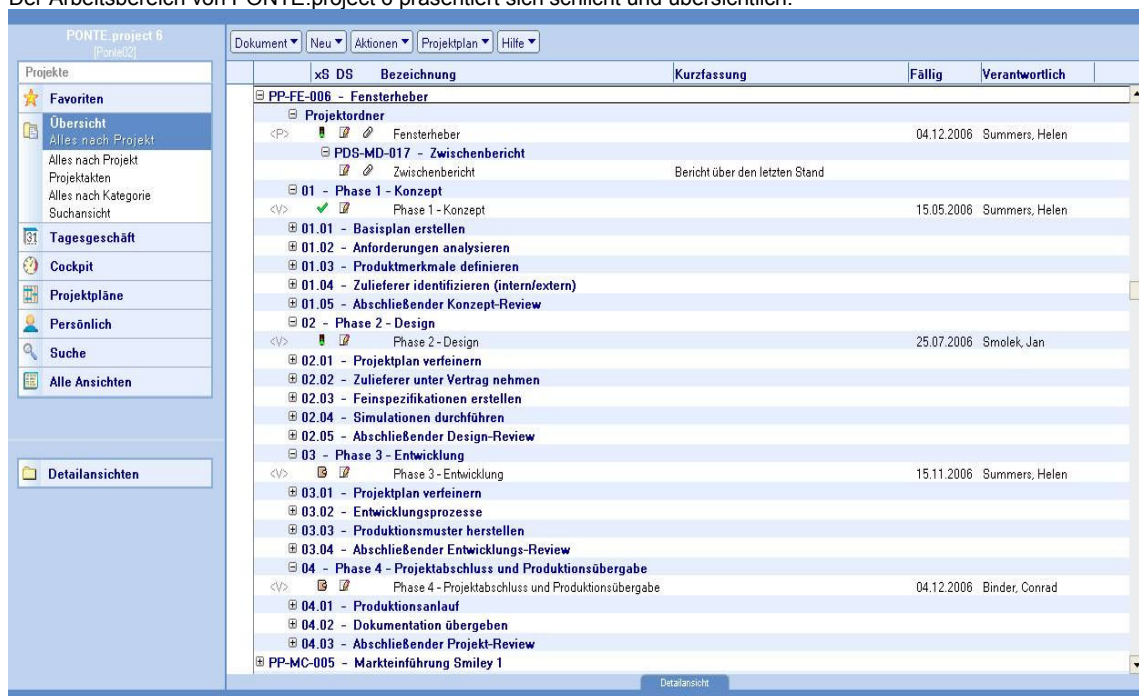 Der Arbeitsbereich von PONTE.project 6 präsentiert sich schlicht und übersichtlich.
PONTE.project 6
[Ponte02]
Dokument Neu Aktionen Projektplan Hilfe
Projekte
Favoriten
Übersicht
Alles nach Projekt
Alles nach Projekt
Projektakten
Alles nach Kategorie
Suchansicht
31 Tagesgeschäft
Cockpit
Projektpläne
Persönlich
Suche
Alle Ansichten
Detailansichten
xS DS Bezeichnung Kurzfassung Fällig Verantwortlich
PP-FE-006 - Fensterheber
Projektordner
<P> Fensterheber 04.12.2006 Summers, Helen
PDS-MD-017 - Zwischenbericht
Zwischenbericht Bericht über den letzten Stand
01 - Phase 1 - Konzept
<V> Phase 1 - Konzept 15.05.2006 Summers, Helen
01.01 - Basisplan erstellen
01.02 - Anforderungen analysieren
01.03 - Produktmerkmale definieren
01.04 - Zulieferer identifizieren (intern/extern)
01.05 - Abschließender Konzept-Review
02 - Phase 2 - Design
<V> Phase 2 - Design 25.07.2006 Smolek, Jan
02.01 - Projektplan verfeinern
02.02 - Zulieferer unter Vertrag nehmen
02.03 - Feinspezifikationen erstellen
02.04 - Simulationen durchführen
02.05 - Abschließender Design-Review
03 - Phase 3 - Entwicklung
<V> Phase 3 - Entwicklung 15.11.2006 Summers, Helen
03.01 - Projektplan verfeinern
03.02 - Entwicklungsprozesse
03.03 - Produktionsmuster herstellen
03.04 - Abschließender Entwicklungs-Review
04 - Phase 4 - Projektabschluss und Produktionsübergabe
<V> Phase 4 - Projektabschluss und Produktionsübergabe 04.12.2006 Binder, Conrad
04.01 - Produktionsanlauf
04.02 - Dokumentation übergeben
04.03 - Abschließender Projekt-Review
PP-MC-005 - Markteinführung Smiley 1
Detailansicht